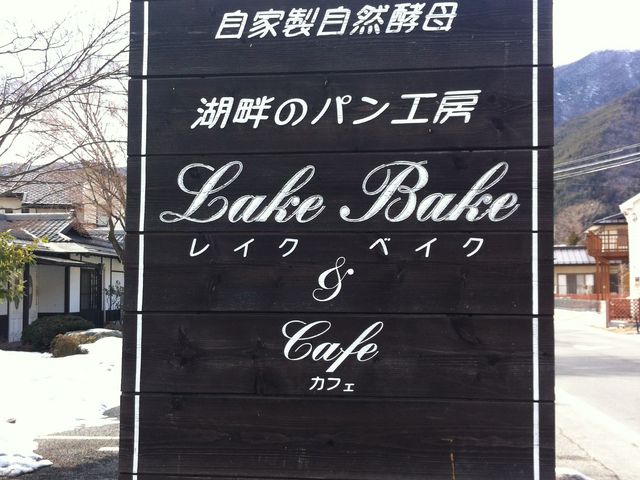 自家製自然酵母
湖畔のパン工房
Lake Bake
レイク ベイク
&
Cafe
カフェ